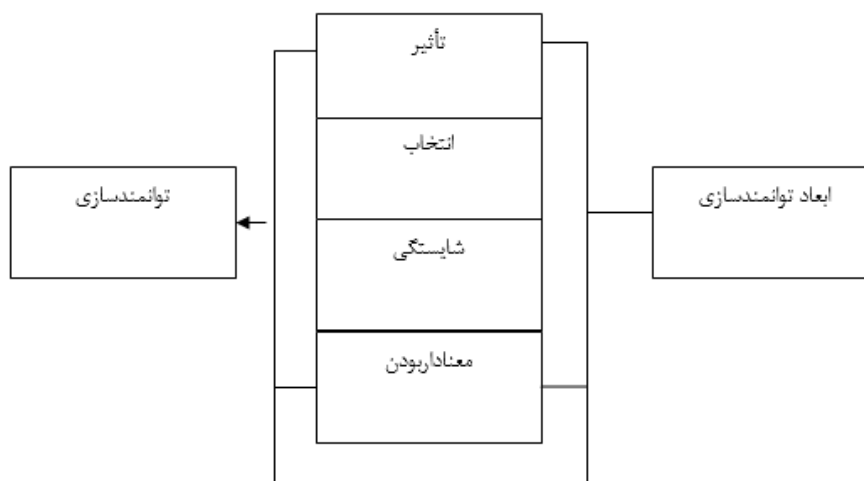 تأثیر
انتخاب
ابعاد توانمندسازی
توانمندسازی
شایستگی
معناداربودن